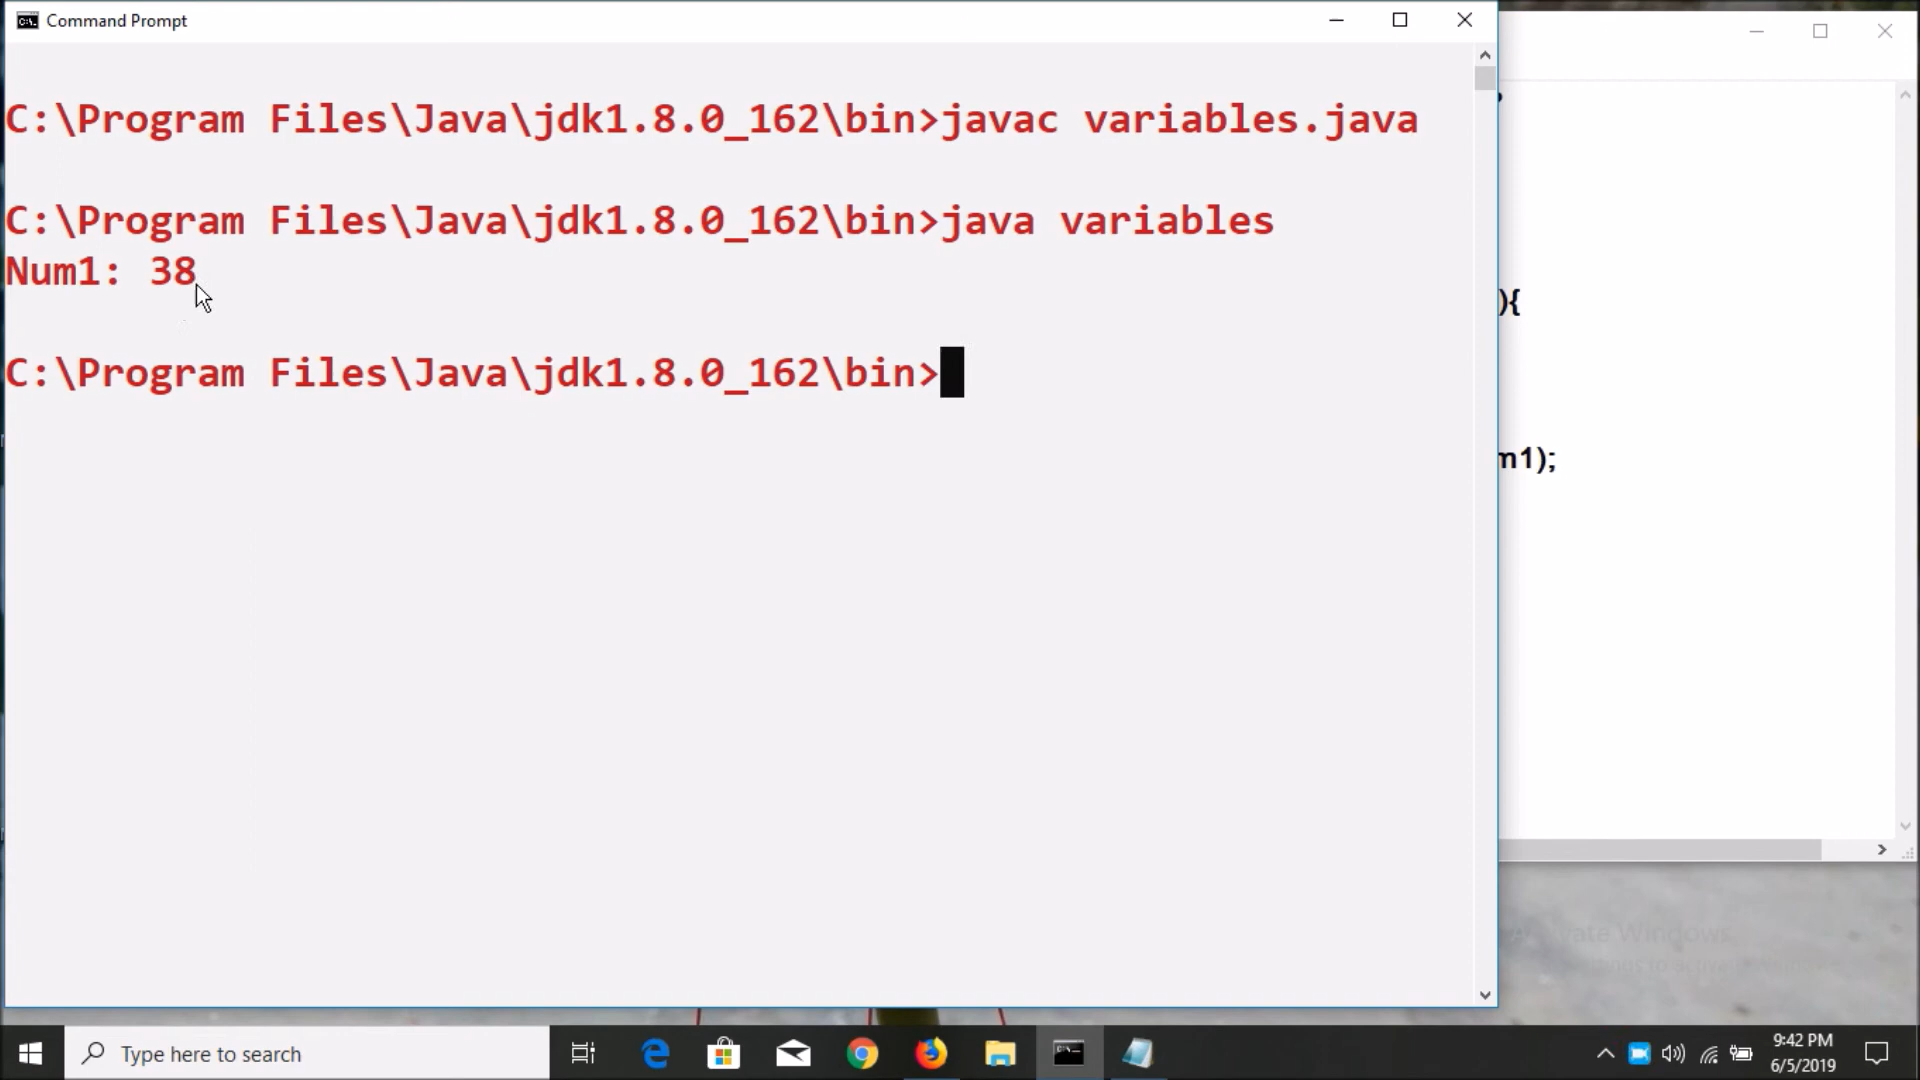 Command Prompt
C:\Program Files\Java\jdk1.8.0_162\bin>javac variables.java
C:\Program Files\Java\jdk1.8.0_162\bin>java variables
Num1: 38
C:\Program Files\Java\jdk1.8.0_162\bin>
){
m1);
Type here to search
9:42 PM
6/5/2019